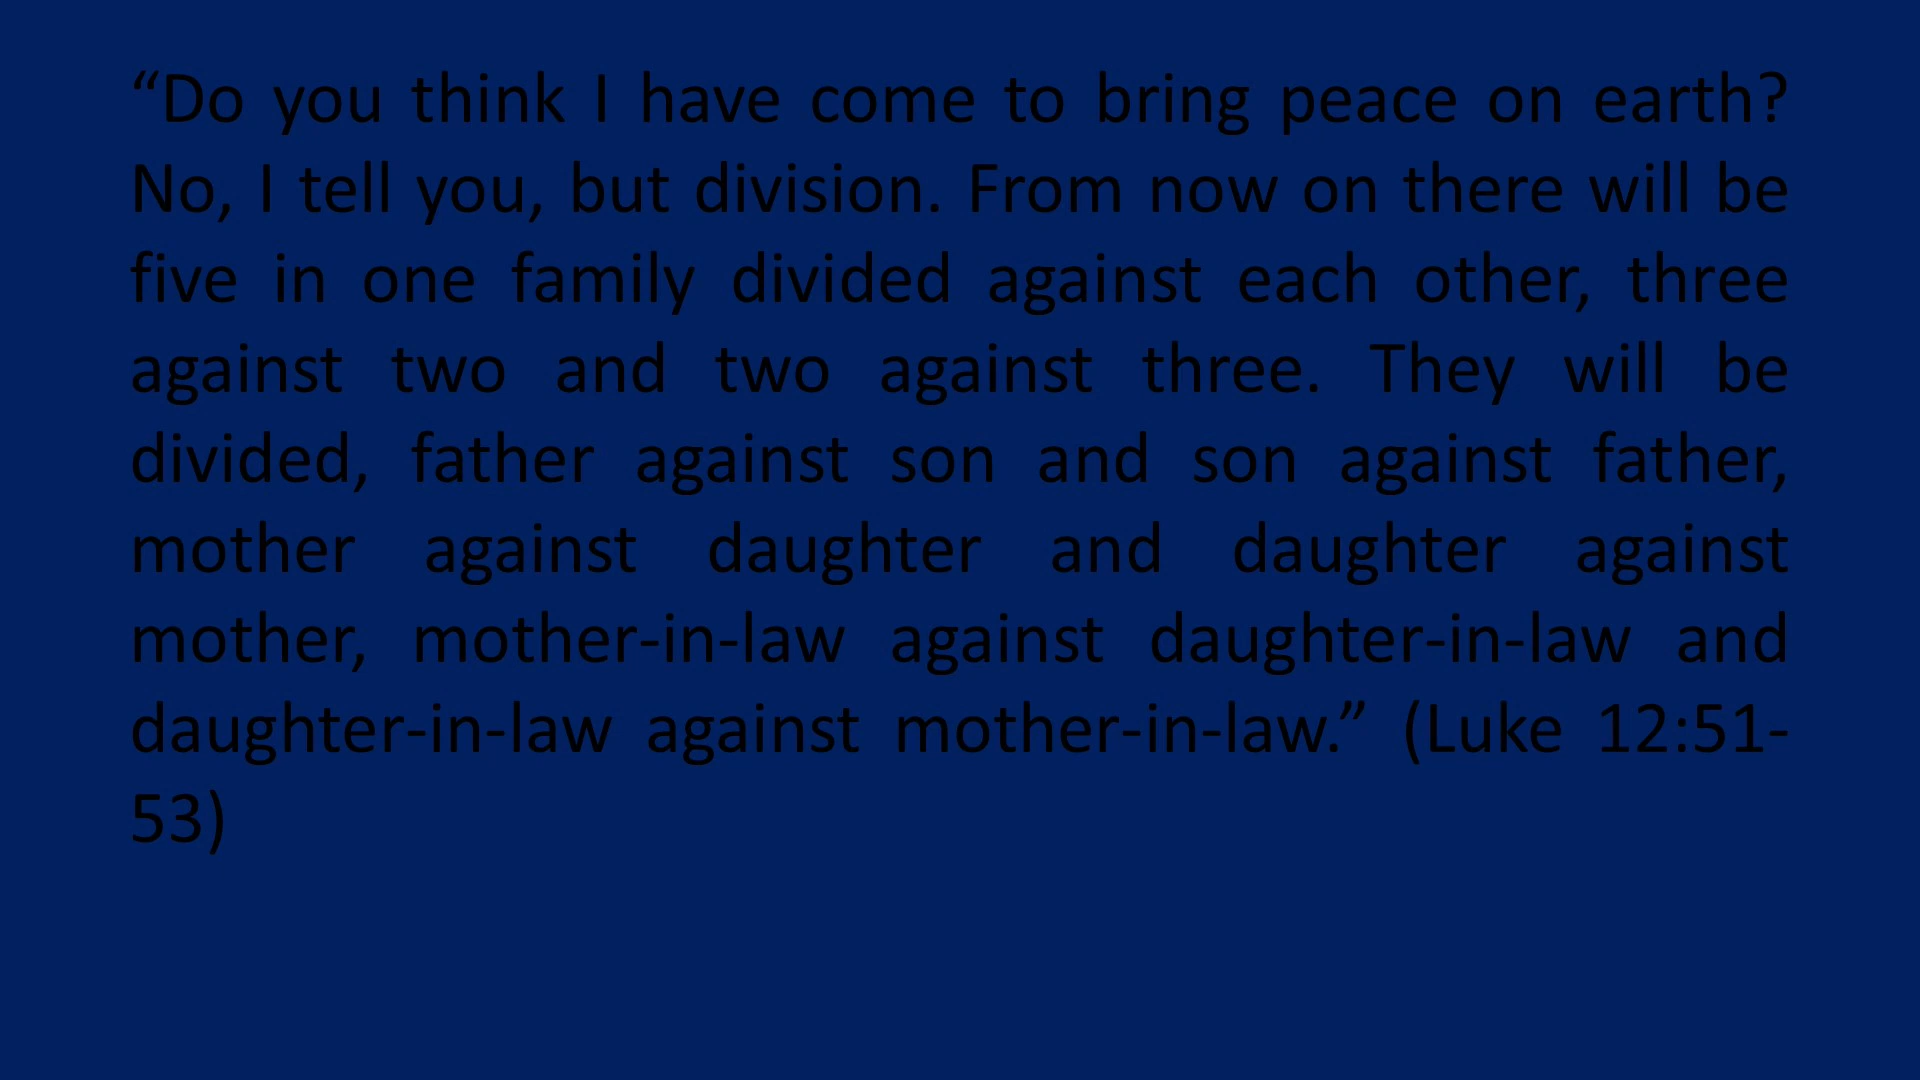 “Do you think I have come to bring peace on earth?
No, I tell you, but division. From now on there will be
five in one family divided against each other, three
against two and two against three. They will be
divided, father against son and son against father,
mother against daughter and daughter against
mother, mother-in-law against daughter-in-law and
daughter-in-law against mother-in-law.” (Luke 12:51-
53)